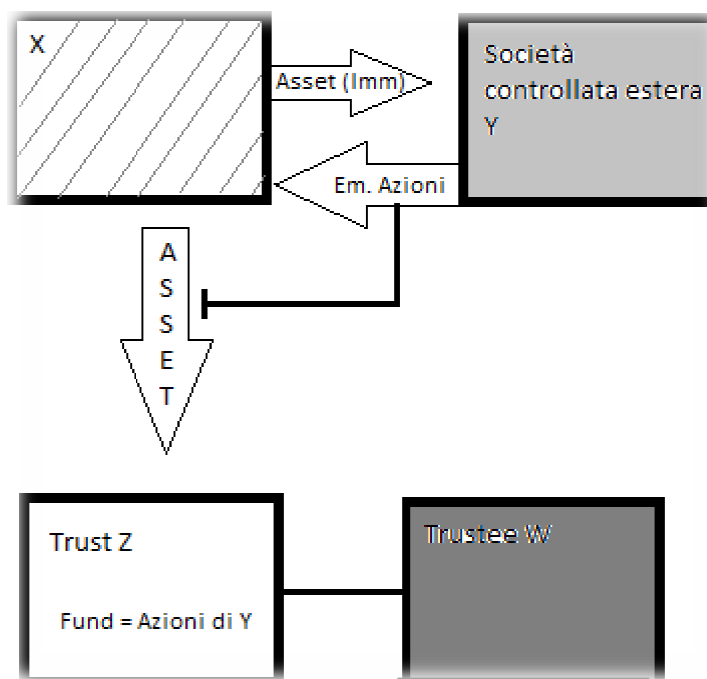 X
Asset (Imm)
Società
controllata estera
Y
Em. Azioni
A
S
S
E
T
Trust Z
Fund = Azioni di Y
Trustee W